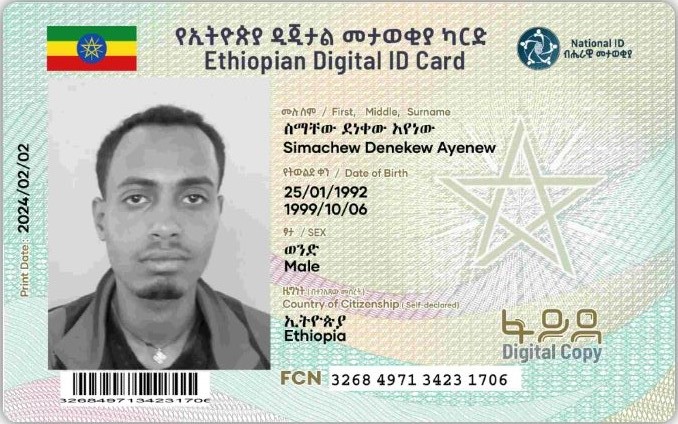 የኢትዮጵያ ዲጂታል መታወቂያ ካርድ
Ethiopian Digital ID Card
National ID
ብሔራዊ መታወቂያ
ሙሉ ስም / First, Middle, Surname
ስማቸው ደነቀው አየነው
Simachew Denekew Ayenew
የትውልድ ቀን / Date of Birth
25/01/1992
1999/10/06
ፆታ / SEX
ወንድ
Male
ዜግነት (በተገለጸው መሰረት)
Country of Citizenship (Self-declared)
ኢትዮጵያ
Ethiopia
Print Date: 2024/02/02
ፋይዳ
Digital Copy
FCN 3268 4971 3423 1706
3268497134231706